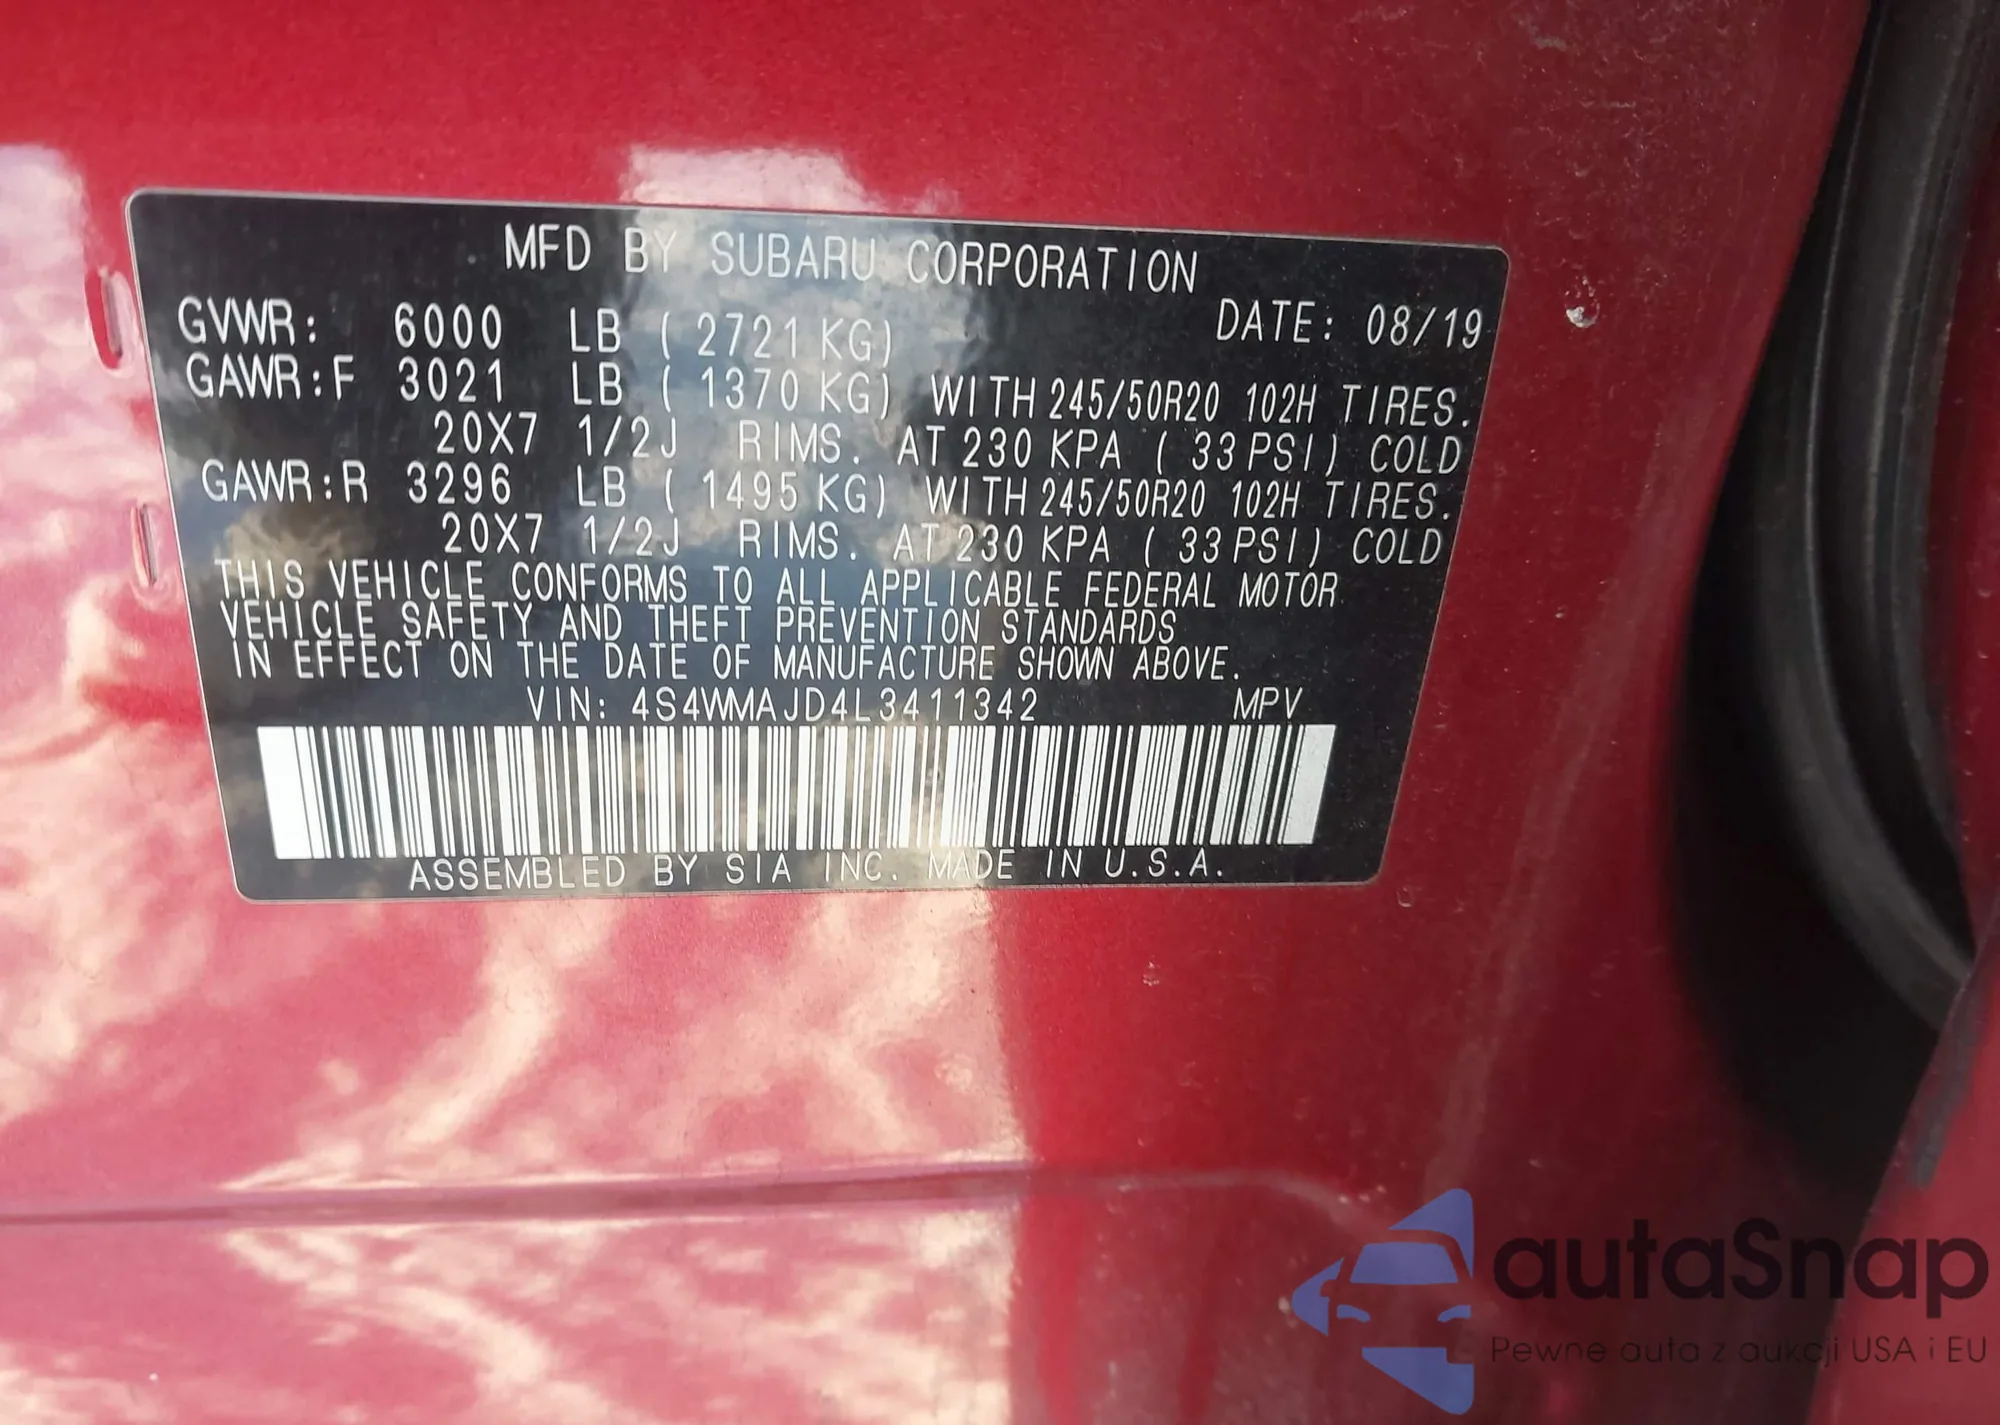 MFD BY SUBARU CORPORATION
GVWR: 6000 LB ( 2721 KG) DATE: 08/19
GAWR:F 3021 LB ( 1370 KG) WITH 245/50R20 102H TIRES.
20X7 1/2J RIMS. AT 230 KPA ( 33 PSI) COLD
GAWR:R 3296 LB ( 1495 KG) WITH 245/50R20 102H TIRES.
20X7 1/2J RIMS. AT 230 KPA ( 33 PSI) COLD
THIS VEHICLE CONFORMS TO ALL APPLICABLE FEDERAL MOTOR
VEHICLE SAFETY AND THEFT PREVENTION STANDARDS
IN EFFECT ON THE DATE OF MANUFACTURE SHOWN ABOVE.
VIN: 4S4WMAJD4L3411342 MPV
ASSEMBLED BY SIA INC. MADE IN U.S.A.
autaSnap
Pewne auta z aukcji USA i EU